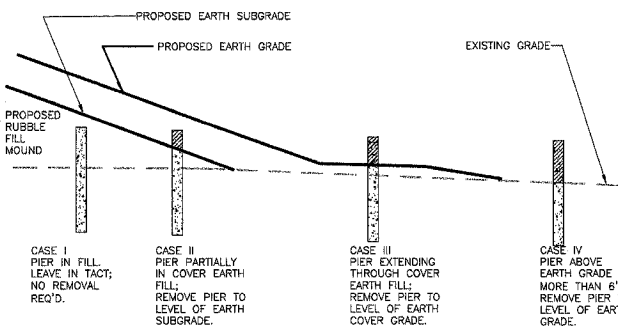 PROPOSED EARTH SUBGRADE
PROPOSED EARTH GRADE
EXISTING GRADE
PROPOSED
RUBBLE
FILL
MOUND
CASE I
PIER IN FILL.
LEAVE IN TACT;
NO REMOVAL
REQ'D.
CASE II
PIER PARTIALLY
IN COVER EARTH
FILL;
REMOVE PIER TO
LEVEL OF EARTH
SUBGRADE.
CASE III
PIER EXTENDING
THROUGH COVER
EARTH FILL;
REMOVE PIER TO
LEVEL OF EARTH
COVER GRADE.
CASE IV
PIER ABOVE
EARTH GRADE
MORE THAN 6'
REMOVE PIER
LEVEL OF EART
GRADE.